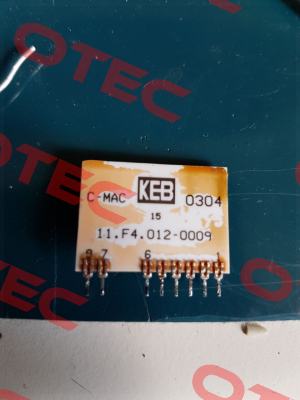 OTEC
C-MAC KEB 0304
15
11.F4.012-0009
9 7 6
OTEC
OTEC